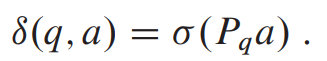 δ(q, a) = σ(P_q a) .